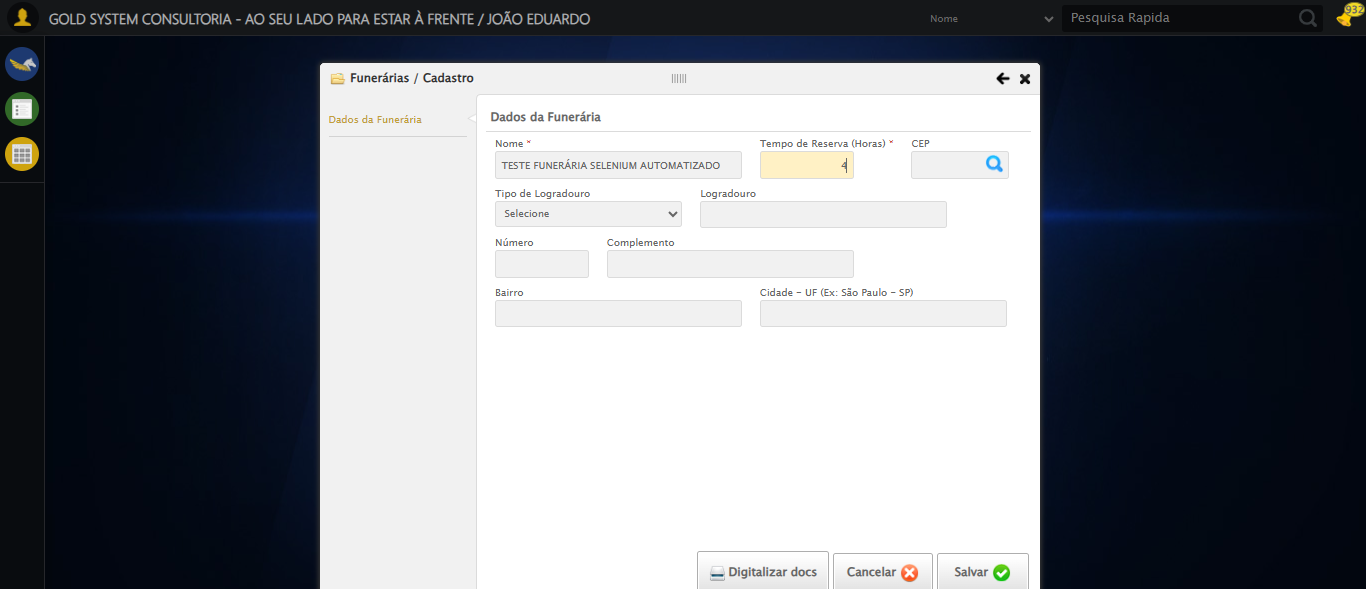 GOLD SYSTEM CONSULTORIA - AO SEU LADO PARA ESTAR À FRENTE / JOÃO EDUARDO
Nome
Pesquisa Rapida
932
Funerárias / Cadastro
Dados da Funerária
Dados da Funerária
Nome *
Tempo de Reserva (Horas) *
CEP
TESTE FUNERÁRIA SELENIUM AUTOMATIZADO
4
Tipo de Logradouro
Logradouro
Selecione
Número
Complemento
Bairro
Cidade - UF (Ex: São Paulo - SP)
Digitalizar docs
Cancelar
Salvar